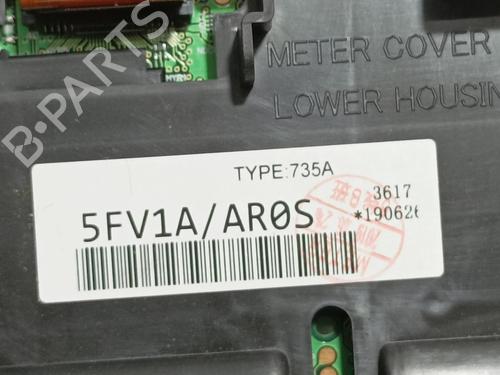 METER COVER
LOWER HOUSIN
B-PARTS
TYPE:735A
3617
5FV1A/AR0S
*190626